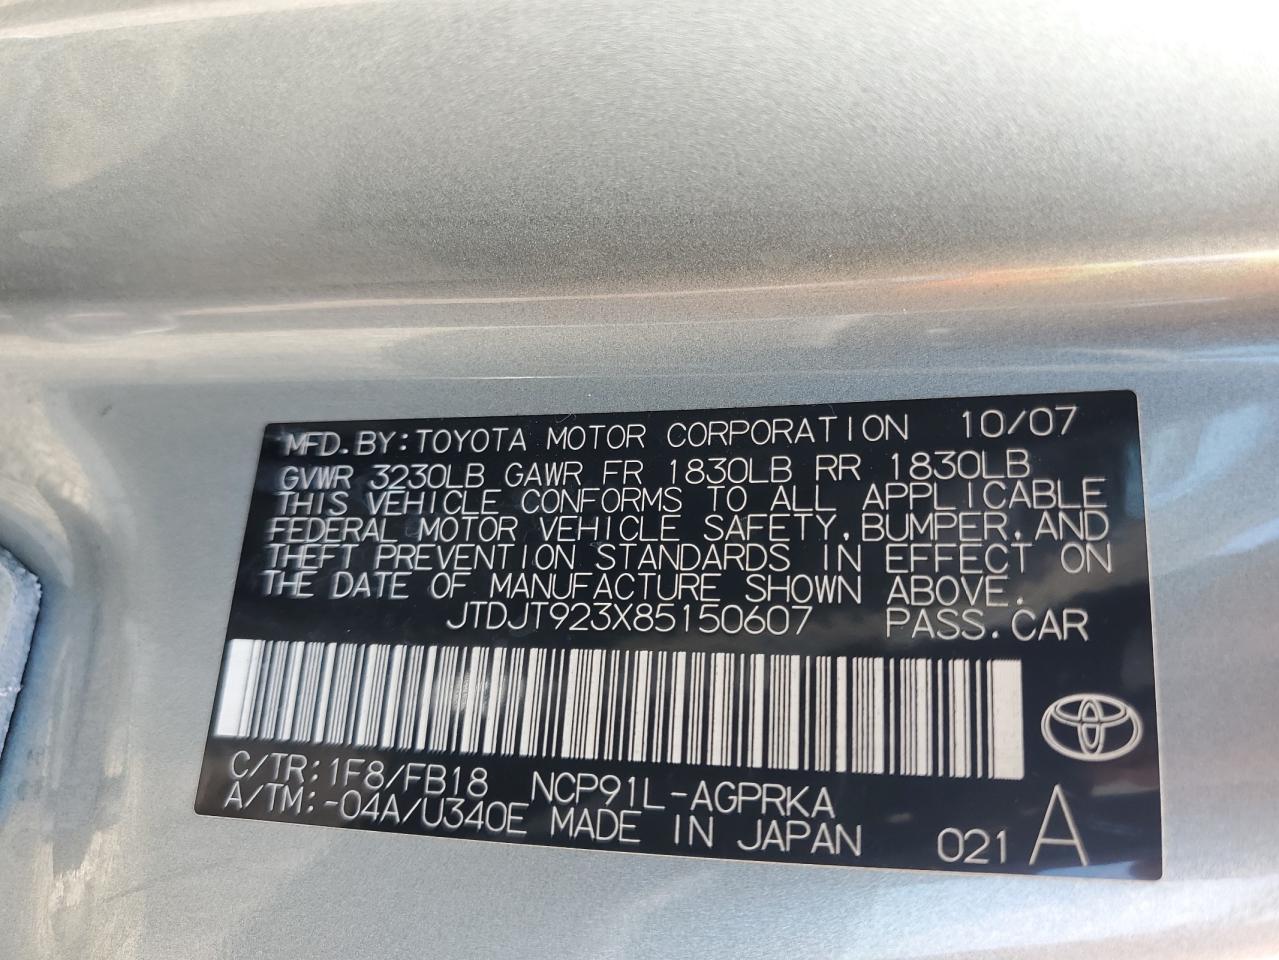 MFD.BY:TOYOTA MOTOR CORPORATION 10/07
GVWR 3230LB GAWR FR 1830LB RR 1830LB
THIS VEHICLE CONFORMS TO ALL APPLICABLE
FEDERAL MOTOR VEHICLE SAFETY,BUMPER,AND
THEFT PREVENTION STANDARDS IN EFFECT ON
THE DATE OF MANUFACTURE SHOWN ABOVE.
JTDJT923X85150607 PASS.CAR
C/TR:1F8/FB18 NCP91L-AGPRKA
A/TM:-04A/U340E MADE IN JAPAN 021 A